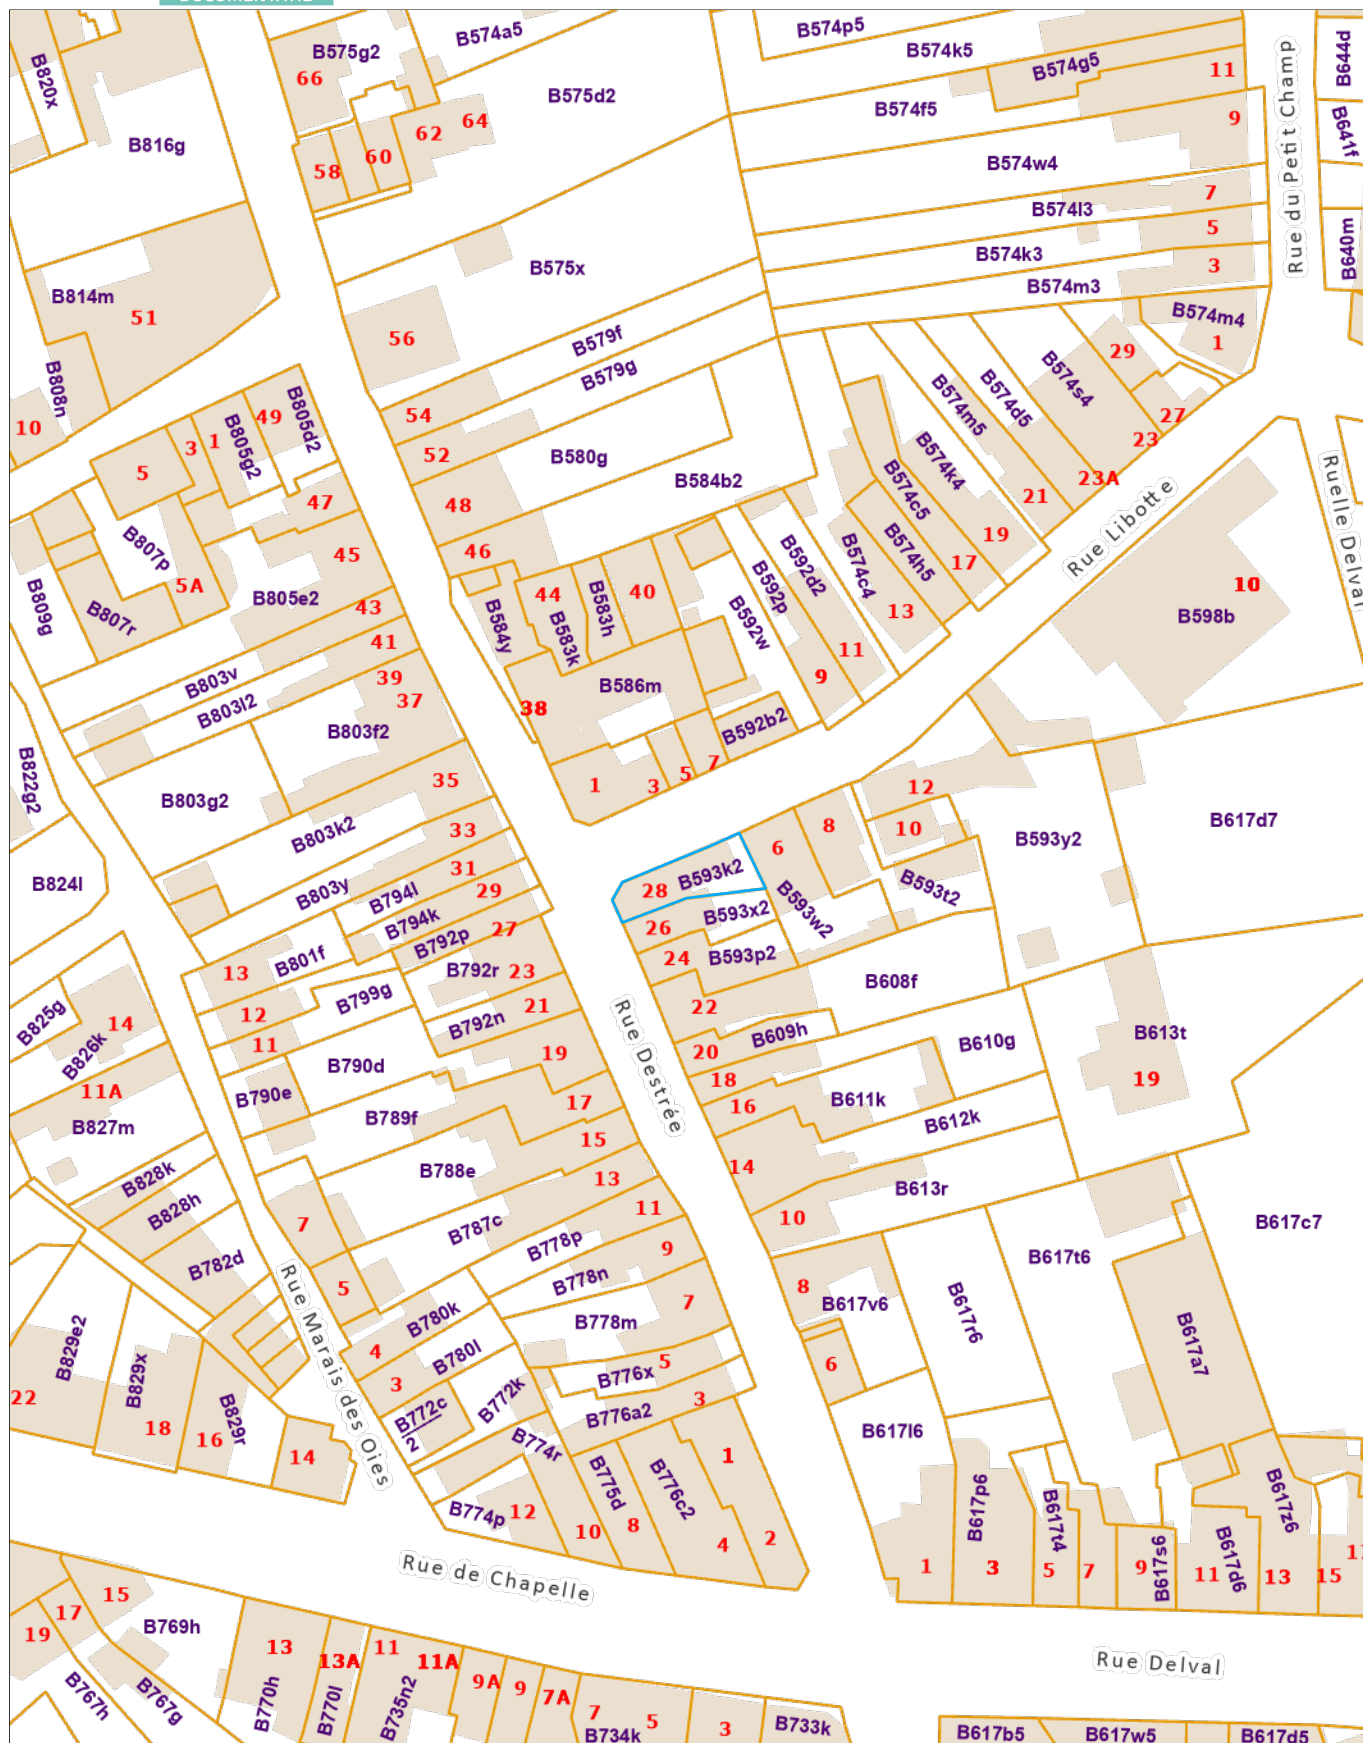 B574p5
B574a5
B575g2
B574k5
B644d
B820x
66
B574g5
11
B575d2
B574f5
9
Rue du Petit Champ
B641f
B816g
64
62
60
58
B574w4
7
B574l3
5
B574k3
3
B640m
B575x
B574m3
B814m
51
B574m4
1
56
B579f
B579g
29
B574s4
B808n
10
B805d2
49
54
B574d5
B574m5
27
23
3
1
B805g2
52
B580g
B574k4
5
B584b2
23A
21
B574c5
48
47
19
Rue Libotte
Ruelle Delval
B807p
46
45
B574h5
17
B592d2
B574c4
5A
B592p
44
40
10
B805e2
B583h
B598b
B809g
B807r
43
13
B584y
B583k
B592w
41
11
B803v
39
B586m
9
37
38
B803l2
B803f2
B592b2
7
B822g2
35
5
1
3
12
B803g2
B617d7
33
8
10
B803k2
6
B593y2
31
B593k2
28
B824l
B803y
B794l
29
B593t2
B593w2
B593x2
26
B794k
27
B792p
24
B593p2
B801f
13
B792r
23
B608f
B799g
22
21
12
B825g
14
B792n
B609h
B613t
B610g
11
20
19
B826k
B790d
18
19
11A
B790e
B611k
17
16
B789f
B612k
Rue Destrée
B827m
15
B788e
14
B828k
13
B613r
B828h
7
11
10
B787c
B617c7
B778p
9
B617t6
B782d
B778n
5
8
7
B617v6
B617r6
B780k
B778m
B617a7
B829e2
4
B780l
5
6
Rue Marais des Oies
B829x
3
B776x
22
B772k
3
B772c
/2
B776a2
B829r
18
16
B617l6
B774r
1
14
B775d
B776c2
B617z6
B617p6
B774p
12
B617t4
10
8
4
2
B617s6
B617d6
Rue de Chapelle
1
3
5
7
9
11
13
15
15
17
19
B769h
13
11
13A
11A
Rue Delval
9A
9
7A
B767h
B767g
B770h
B770l
B735n2
7
5
3
B733k
B734k
B617b5
B617w5
B617d5